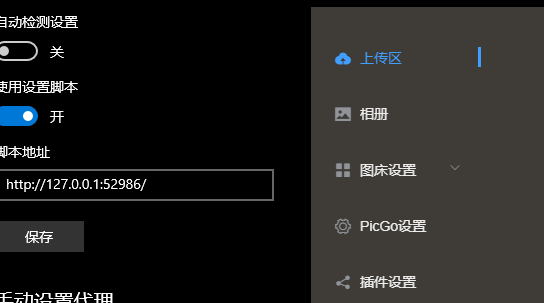 自动检测设置
关
使用设置脚本
开
脚本地址
http://127.0.0.1:52986/
保存
手动设置代理
上传区
相册
图床设置
PicGo设置
插件设置